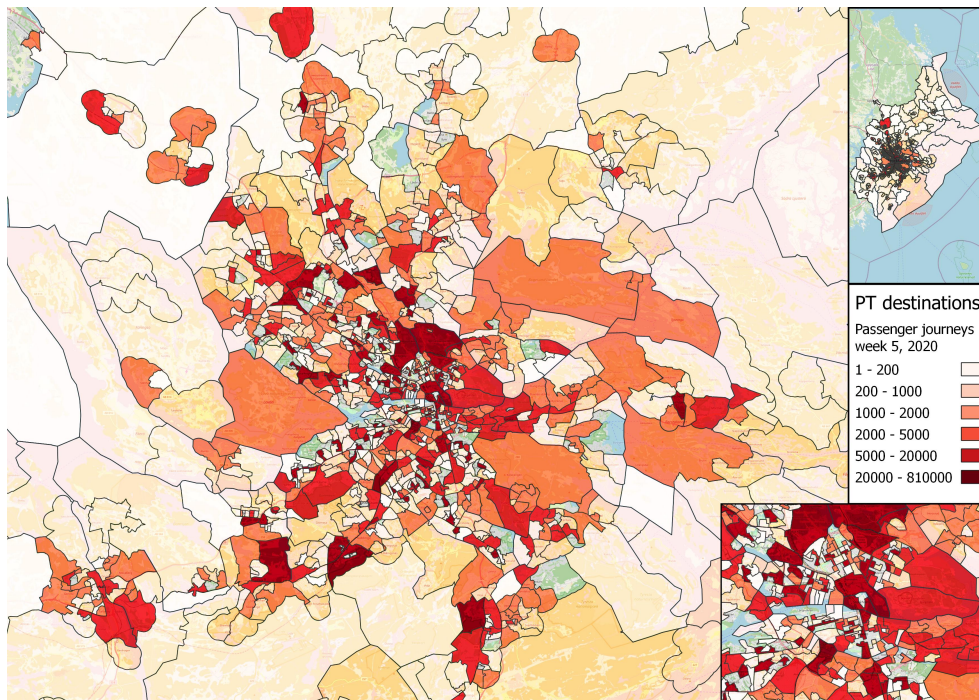 PT destinations
Passenger journeys
week 5, 2020
1 - 200
200 - 1000
1000 - 2000
2000 - 5000
5000 - 20000
20000 - 810000